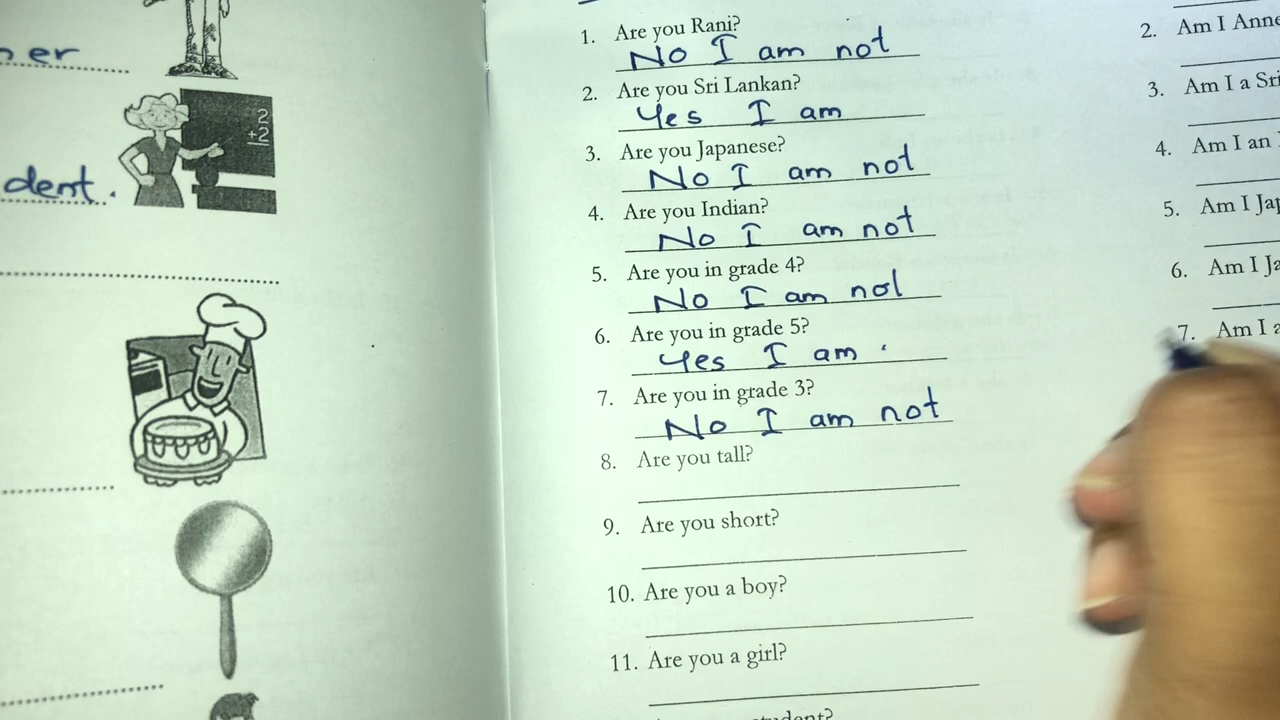 ner
2
+2
dent.
1. Are you Rani?
No I am not
2. Are you Sri Lankan?
Yes I am
3. Are you Japanese?
No I am not
4. Are you Indian?
No I am not
5. Are you in grade 4?
No I am not
6. Are you in grade 5?
Yes I am .
7. Are you in grade 3?
No I am not
8. Are you tall?
9. Are you short?
10. Are you a boy?
11. Are you a girl?
student?
2. Am I Anne
3. Am I a Sri
4. Am I an
5. Am I Jap
6. Am I Ja
7. Am I a